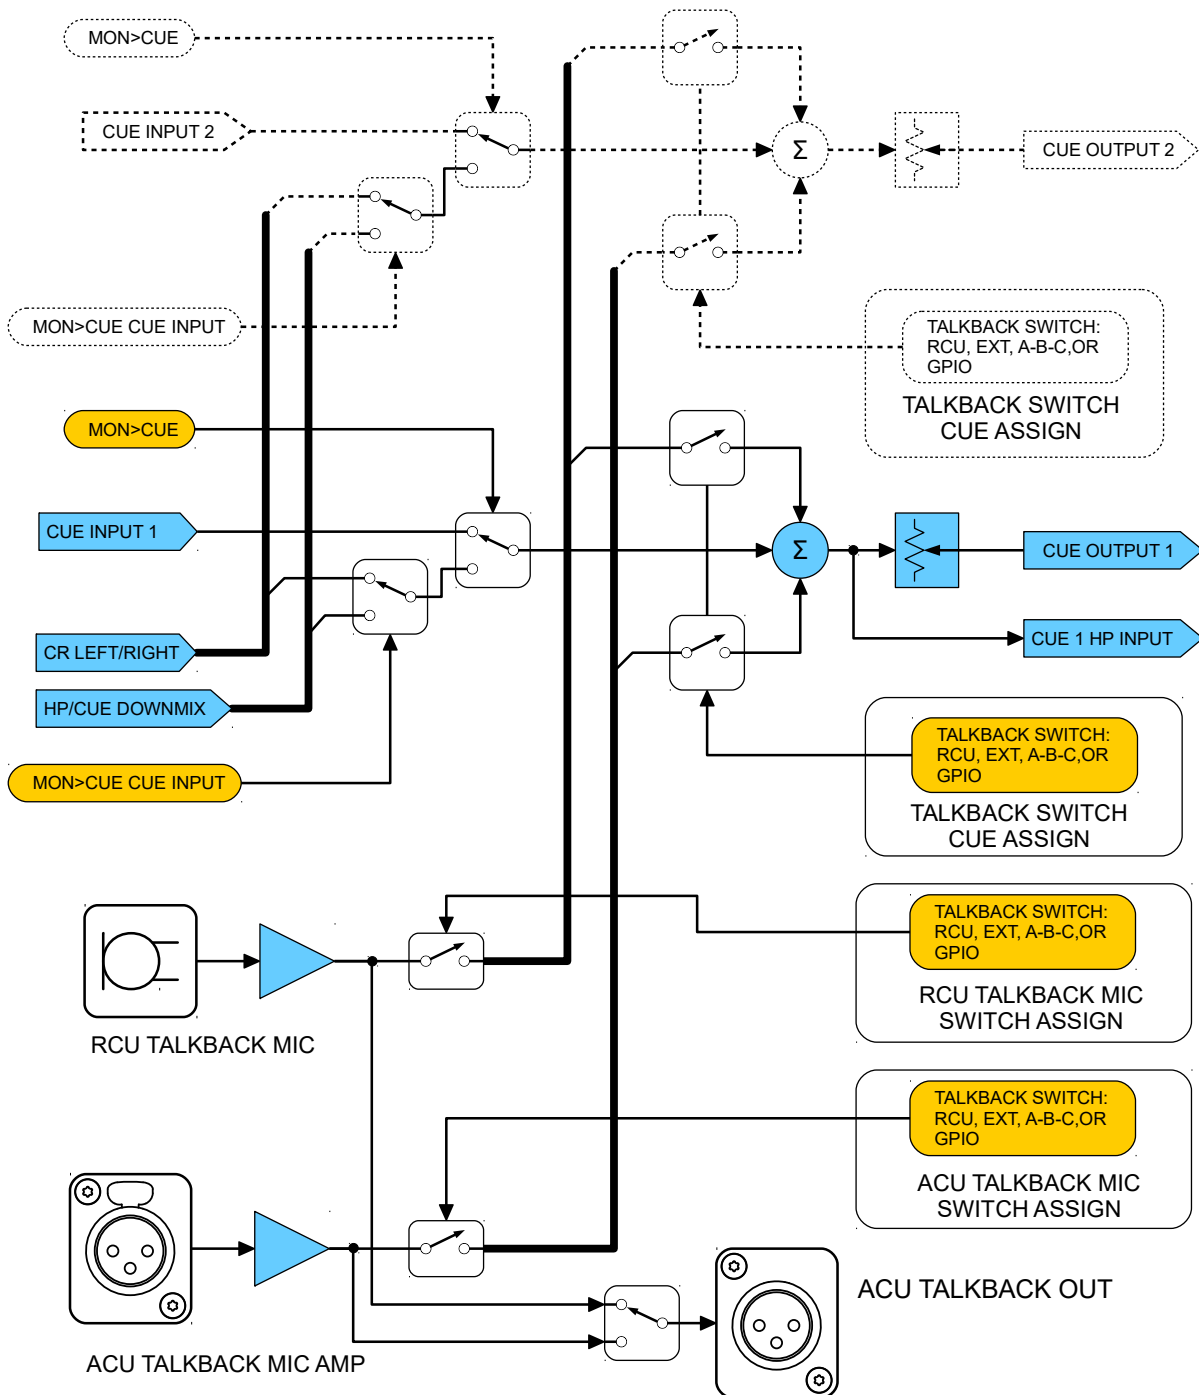 MON>CUE
CUE INPUT 2
Σ
CUE OUTPUT 2
MON>CUE CUE INPUT
TALKBACK SWITCH:
RCU, EXT, A-B-C,OR
GPIO
TALKBACK SWITCH
CUE ASSIGN
MON>CUE
CUE INPUT 1
Σ
CUE OUTPUT 1
CUE 1 HP INPUT
CR LEFT/RIGHT
HP/CUE DOWNMIX
MON>CUE CUE INPUT
TALKBACK SWITCH:
RCU, EXT, A-B-C,OR
GPIO
TALKBACK SWITCH
CUE ASSIGN
TALKBACK SWITCH:
RCU, EXT, A-B-C,OR
GPIO
RCU TALKBACK MIC
SWITCH ASSIGN
RCU TALKBACK MIC
TALKBACK SWITCH:
RCU, EXT, A-B-C,OR
GPIO
ACU TALKBACK MIC
SWITCH ASSIGN
ACU TALKBACK OUT
ACU TALKBACK MIC AMP